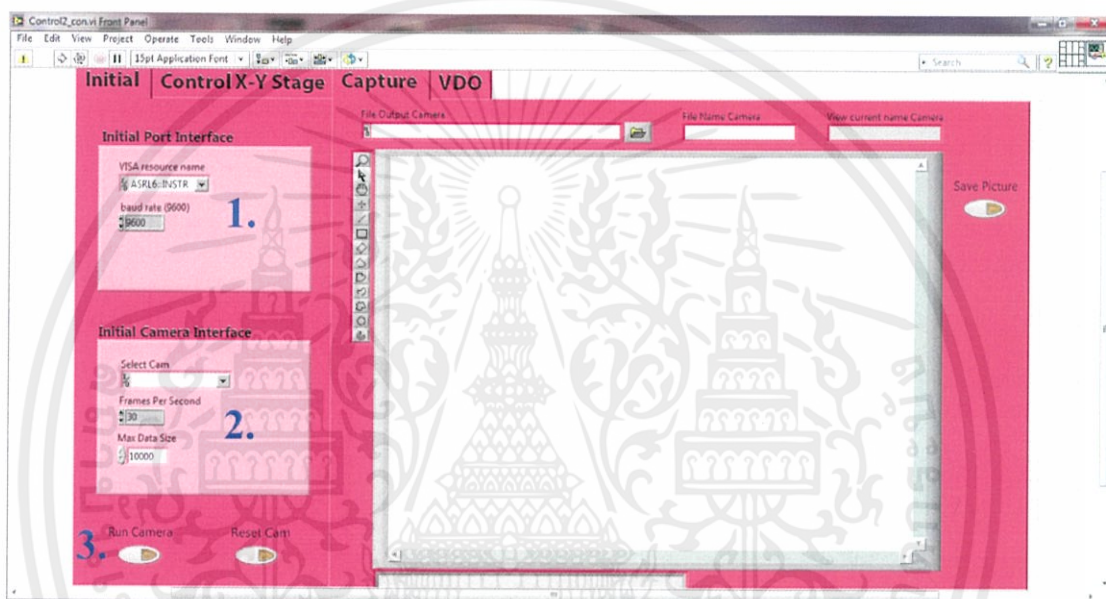 Control2_con.vi Front Panel
File Edit View Project Operate Tools Window Help
15pt Application Font
Search
Initial Control X-Y Stage Capture VDO
File Output Camera File Name Camera View current name Camera
Initial Port Interface
VISA resource name
ASRL6::INSTR
baud rate (9600)
9600
1.
Save Picture
Initial Camera Interface
Select Cam
Frames Per Second
30
2.
Max Data Size
10000
3.
Run Camera Reset Cam